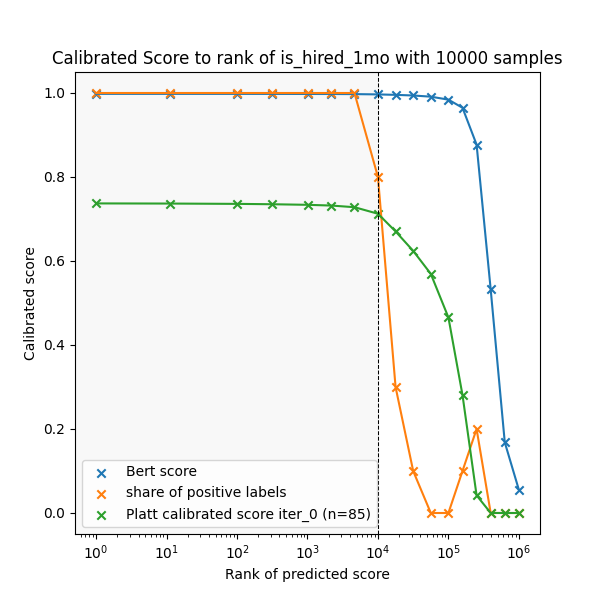 Calibrated Score to rank of is_hired_1mo with 10000 samples
1.0
0.8
0.6
0.4
0.2
0.0
Calibrated score
Bert score
share of positive labels
Platt calibrated score iter_0 (n=85)
10⁰ 10¹ 10² 10³ 10⁴ 10⁵ 10⁶
Rank of predicted score